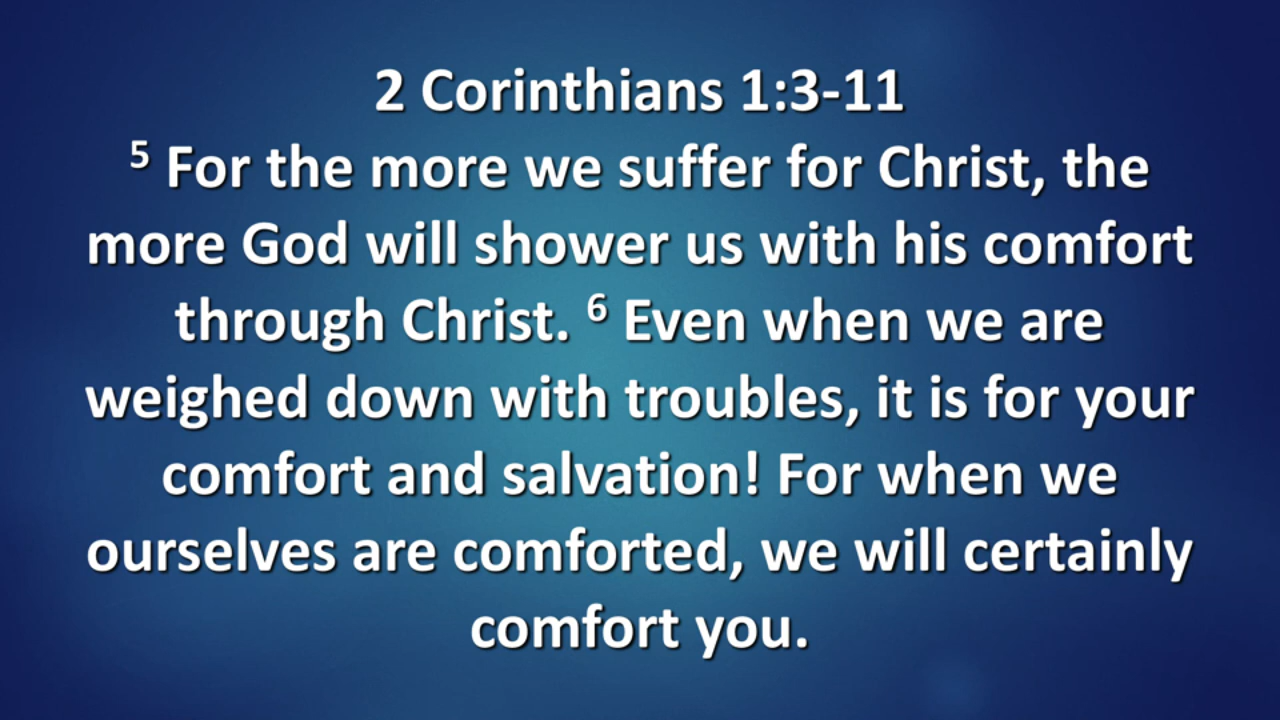 2 Corinthians 1:3-11
5 For the more we suffer for Christ, the
more God will shower us with his comfort
through Christ. 6 Even when we are
weighed down with troubles, it is for your
comfort and salvation! For when we
ourselves are comforted, we will certainly
comfort you.